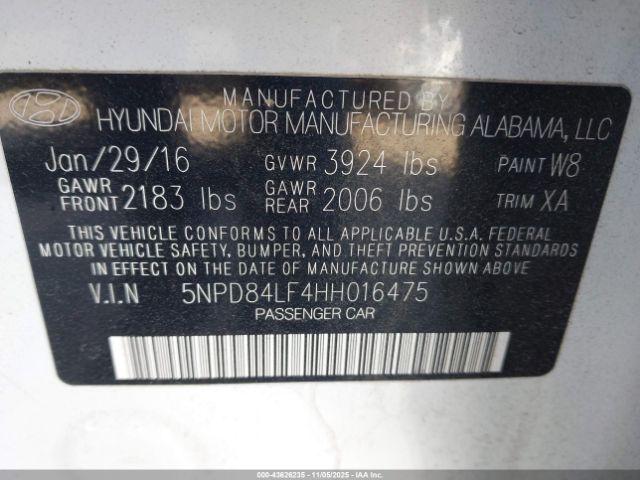 MANUFACTURED BY
HYUNDAI MOTOR MANUFACTURING ALABAMA, LLC
Jan/29/16 GVWR 3924 lbs PAINT W8
GAWR FRONT 2183 lbs GAWR REAR 2006 lbs TRIM XA
THIS VEHICLE CONFORMS TO ALL APPLICABLE U.S.A. FEDERAL
MOTOR VEHICLE SAFETY, BUMPER, AND THEFT PREVENTION STANDARDS
IN EFFECT ON THE DATE OF MANUFACTURE SHOWN ABOVE
V.I.N 5NPD84LF4HH016475
PASSENGER CAR
000-43626235 - 11/05/2025 - COPART.COM